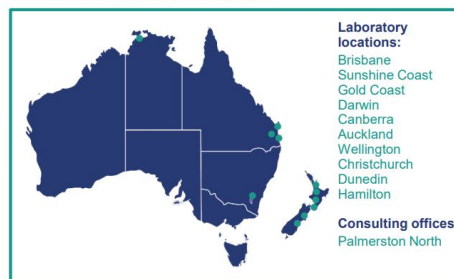 Laboratory
locations:
Brisbane
Sunshine Coast
Gold Coast
Darwin
Canberra
Auckland
Wellington
Christchurch
Dunedin
Hamilton
Consulting offices
Palmerston North